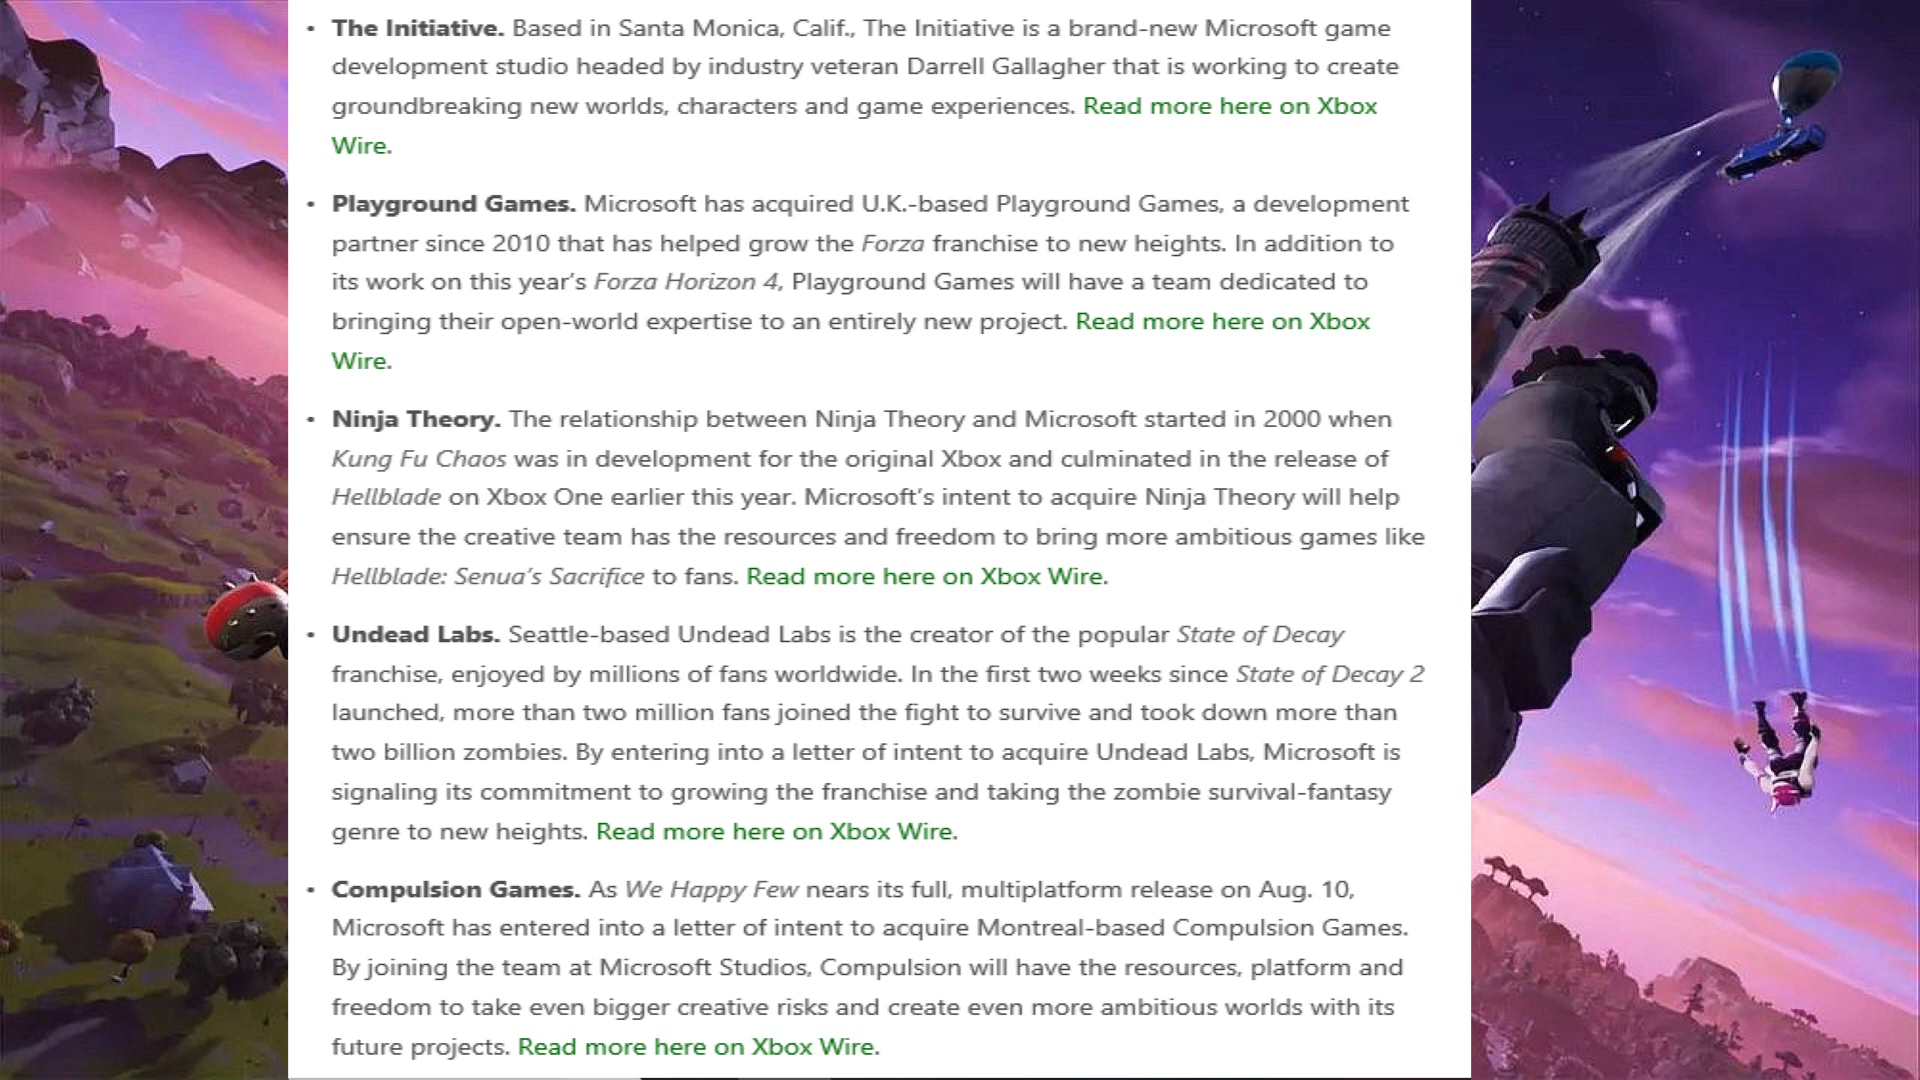 • The Initiative. Based in Santa Monica, Calif., The Initiative is a brand-new Microsoft game
development studio headed by industry veteran Darrell Gallagher that is working to create
groundbreaking new worlds, characters and game experiences. Read more here on Xbox
Wire.
• Playground Games. Microsoft has acquired U.K.-based Playground Games, a development
partner since 2010 that has helped grow the Forza franchise to new heights. In addition to
its work on this year's Forza Horizon 4, Playground Games will have a team dedicated to
bringing their open-world expertise to an entirely new project. Read more here on Xbox
Wire.
• Ninja Theory. The relationship between Ninja Theory and Microsoft started in 2000 when
Kung Fu Chaos was in development for the original Xbox and culminated in the release of
Hellblade on Xbox One earlier this year. Microsoft's intent to acquire Ninja Theory will help
ensure the creative team has the resources and freedom to bring more ambitious games like
Hellblade: Senua's Sacrifice to fans. Read more here on Xbox Wire.
• Undead Labs. Seattle-based Undead Labs is the creator of the popular State of Decay
franchise, enjoyed by millions of fans worldwide. In the first two weeks since State of Decay 2
launched, more than two million fans joined the fight to survive and took down more than
two billion zombies. By entering into a letter of intent to acquire Undead Labs, Microsoft is
signaling its commitment to growing the franchise and taking the zombie survival-fantasy
genre to new heights. Read more here on Xbox Wire.
• Compulsion Games. As We Happy Few nears its full, multiplatform release on Aug. 10,
Microsoft has entered into a letter of intent to acquire Montreal-based Compulsion Games.
By joining the team at Microsoft Studios, Compulsion will have the resources, platform and
freedom to take even bigger creative risks and create even more ambitious worlds with its
future projects. Read more here on Xbox Wire.